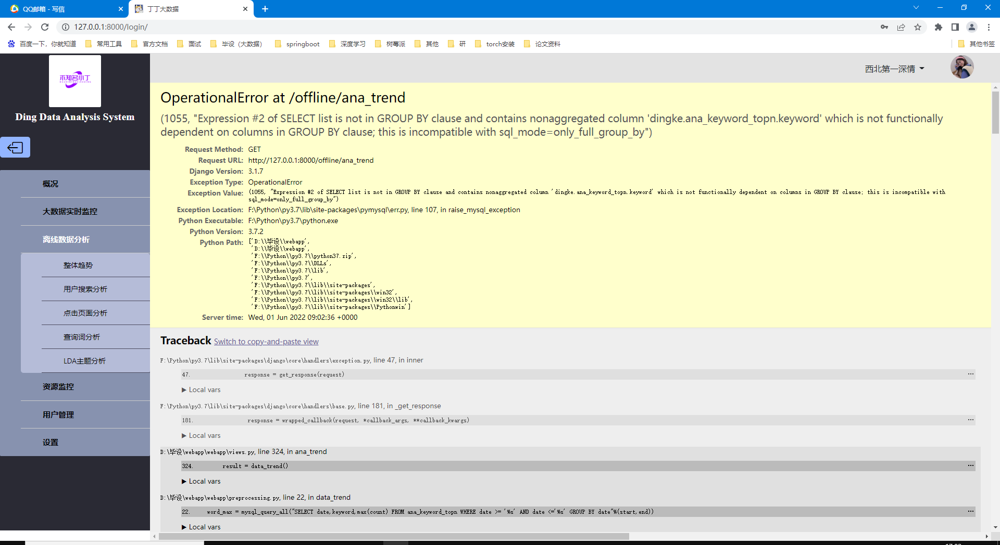 QQ邮箱 - 写信
丁丁大数据
127.0.0.1:8000/login/
百度一下，你就知道 常用工具 官方文档 面试 毕设（大数据） springboot 深度学习 树莓派 其他 研 torch安装 论文资料 其他书签
不知名小丁
Ding Data Analysis System
概况
大数据实时监控
离线数据分析
整体趋势
用户搜索分析
点击页面分析
查询词分析
LDA主题分析
资源监控
用户管理
设置
西北第一深情
OperationalError at /offline/ana_trend
(1055, "Expression #2 of SELECT list is not in GROUP BY clause and contains nonaggregated column 'dingke.ana_keyword_topn.keyword' which is not functionally
dependent on columns in GROUP BY clause; this is incompatible with sql_mode=only_full_group_by")
Request Method: GET
Request URL: http://127.0.0.1:8000/offline/ana_trend
Django Version: 3.1.7
Exception Type: OperationalError
Exception Value: (1055, "Expression #2 of SELECT list is not in GROUP BY clause and contains nonaggregated column 'dingke.ana_keyword_topn.keyword' which is not functionally dependent on columns in GROUP BY clause; this is incompatible with
sql_mode=only_full_group_by")
Exception Location: F:\Python\py3.7\lib\site-packages\pymysql\err.py, line 107, in raise_mysql_exception
Python Executable: F:\Python\py3.7\python.exe
Python Version: 3.7.2
Python Path: ['D:\\毕设\\webapp',
'D:\\毕设\\webapp',
'F:\\Python\\py3.7\\python37.zip',
'F:\\Python\\py3.7\\DLLs',
'F:\\Python\\py3.7\\lib',
'F:\\Python\\py3.7',
'F:\\Python\\py3.7\\lib\\site-packages',
'F:\\Python\\py3.7\\lib\\site-packages\\win32',
'F:\\Python\\py3.7\\lib\\site-packages\\win32\\lib',
'F:\\Python\\py3.7\\lib\\site-packages\\Pythonwin']
Server time: Wed, 01 Jun 2022 09:02:36 +0000
Traceback Switch to copy-and-paste view
F:\Python\py3.7\lib\site-packages\django\core\handlers\exception.py, line 47, in inner
47. response = get_response(request) …
▶ Local vars
F:\Python\py3.7\lib\site-packages\django\core\handlers\base.py, line 181, in _get_response
181. response = wrapped_callback(request, *callback_args, **callback_kwargs) …
▶ Local vars
D:\毕设\webapp\webapp\views.py, line 324, in ana_trend
324. result = data_trend() …
▶ Local vars
D:\毕设\webapp\webapp\preprocessing.py, line 22, in data_trend
22. word_max = mysql_query_all("SELECT date,keyword,max(count) FROM ana_keyword_topn WHERE date >= '%s' AND date <='%s' GROUP BY date"%(start,end)) …
▶ Local vars